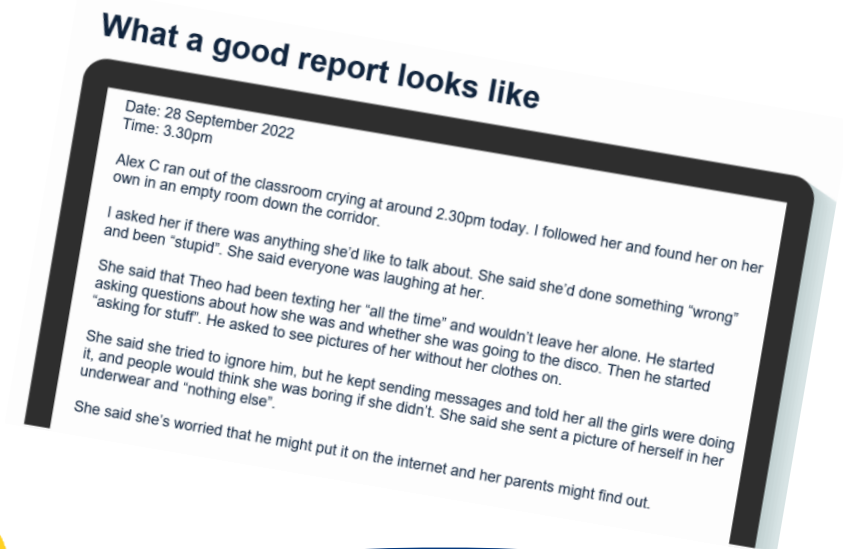 What a good report looks like
Date: 28 September 2022
Time: 3.30pm
Alex C ran out of the classroom crying at around 2.30pm today. I followed her and found her on her
own in an empty room down the corridor.
I asked her if there was anything she'd like to talk about. She said she'd done something “wrong”
and been “stupid”. She said everyone was laughing at her.
She said that Theo had been texting her “all the time” and wouldn't leave her alone. He started
asking questions about how she was and whether she was going to the disco. Then he started
“asking for stuff”. He asked to see pictures of her without her clothes on.
She said she tried to ignore him, but he kept sending messages and told her all the girls were doing
it, and people would think she was boring if she didn't. She said she sent a picture of herself in her
underwear and “nothing else”.
She said she's worried that he might put it on the internet and her parents might find out.